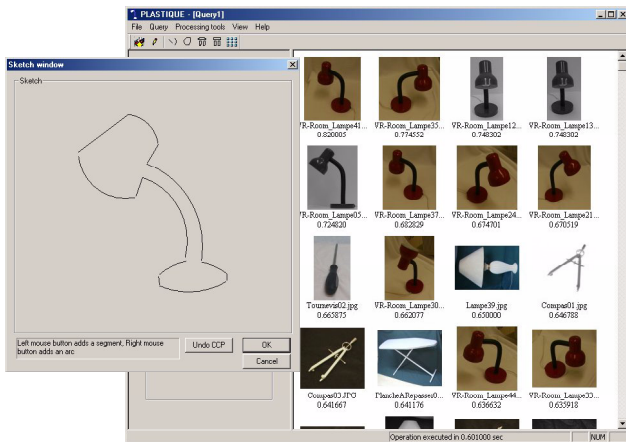 PLASTIQUE - [Query1]
File Query Processing tools View Help
Sketch window
Sketch
VR-Room_Lampe41... VR-Room_Lampe35... VR-Room_Lampe12... VR-Room_Lampe13...
0.820005 0.774552 0.748302 0.748302
VR-Room_Lampe05... VR-Room_Lampe37... VR-Room_Lampe24... VR-Room_Lampe21...
0.724820 0.682829 0.674701 0.670519
Tournevis02.jpg VR-Room_Lampe30... Lampe39.jpg Compas01.jpg
0.665875 0.662077 0.650000 0.646788
Left mouse button adds a segment, Right mouse
button adds an arc
Undo CCP
OK
Cancel
Compas03.JPG PlancheARepasser0... VR-Room_Lampe44... VR-Room_Lampe33...
0.641667 0.641176 0.636632 0.635918
Operation executed in 0.601000 sec
NUM